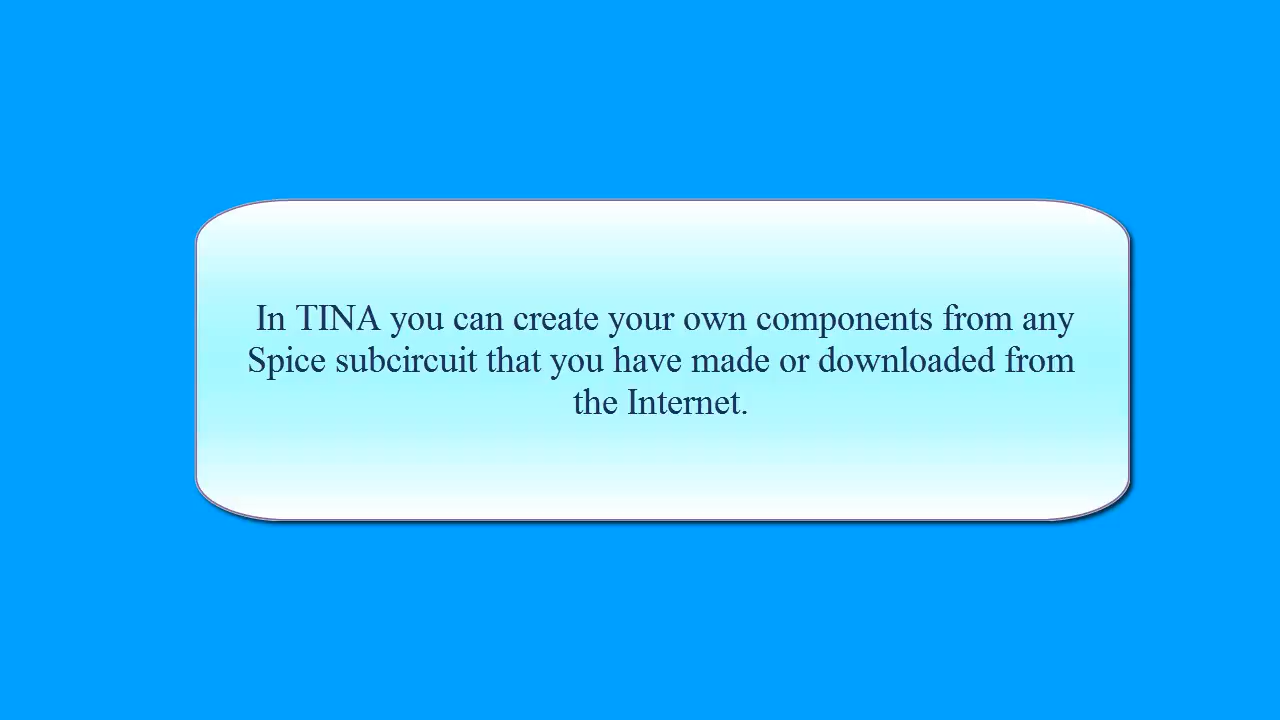 In TINA you can create your own components from any
Spice subcircuit that you have made or downloaded from
the Internet.